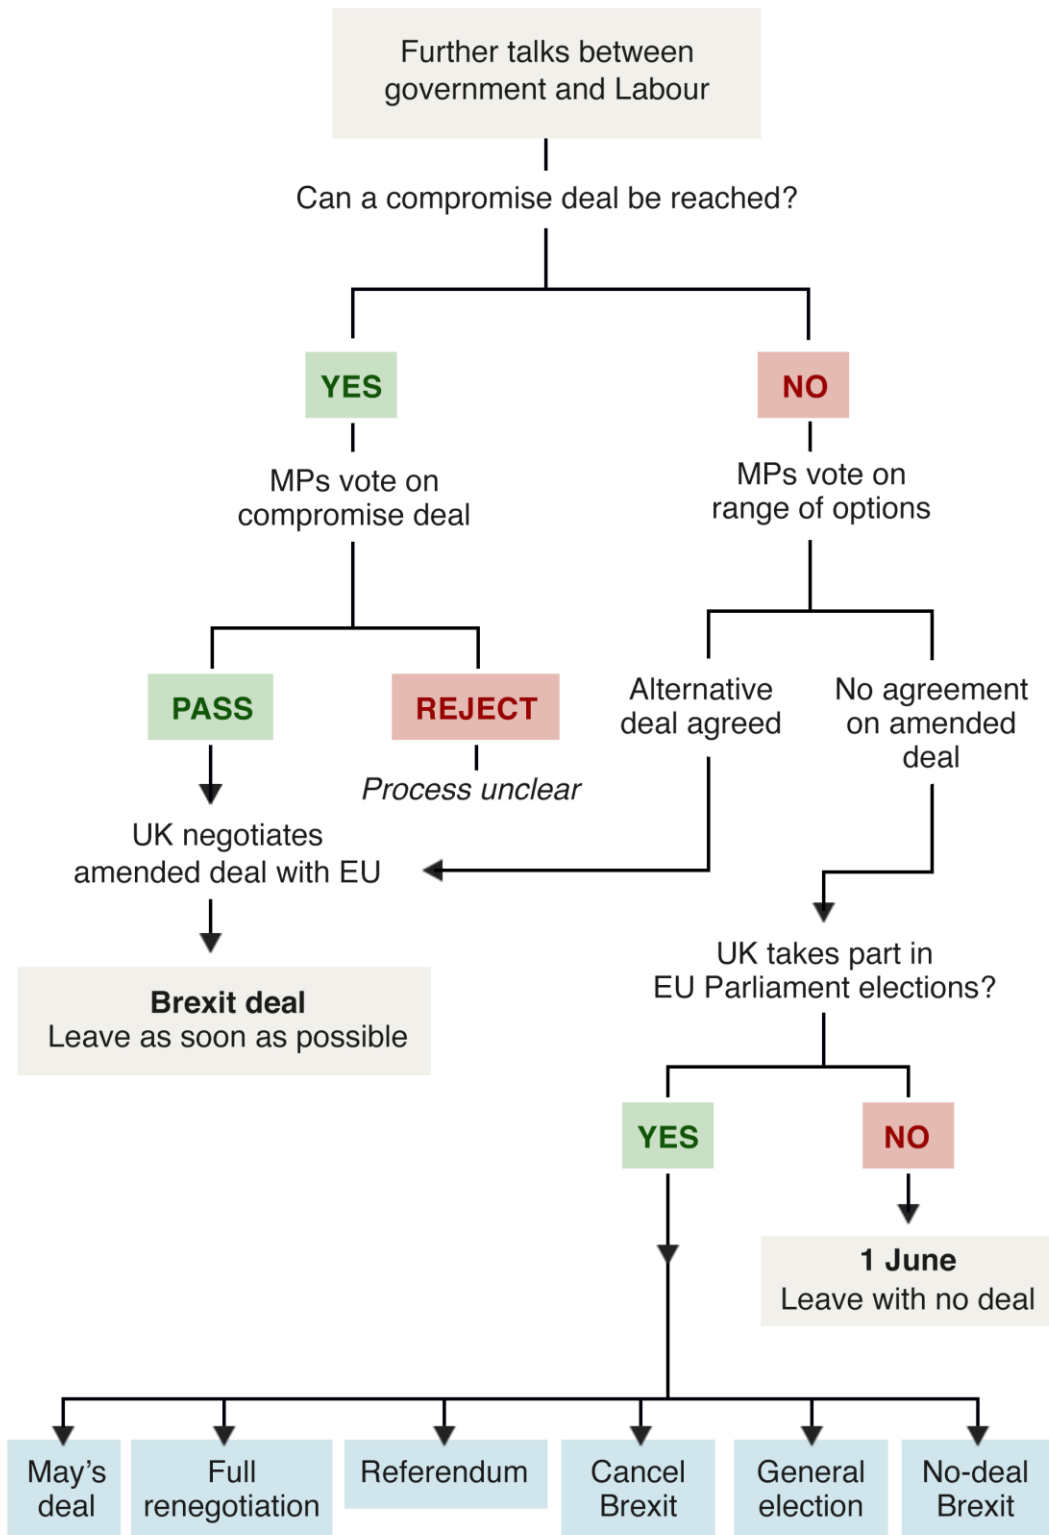 Further talks between
government and Labour
Can a compromise deal be reached?
YES
NO
MPs vote on
compromise deal
MPs vote on
range of options
PASS
REJECT
Alternative
deal agreed
No agreement
on amended
deal
Process unclear
UK negotiates
amended deal with EU
UK takes part in
EU Parliament elections?
Brexit deal
Leave as soon as possible
YES
NO
1 June
Leave with no deal
May’s
deal
Full
renegotiation
Referendum
Cancel
Brexit
General
election
No-deal
Brexit